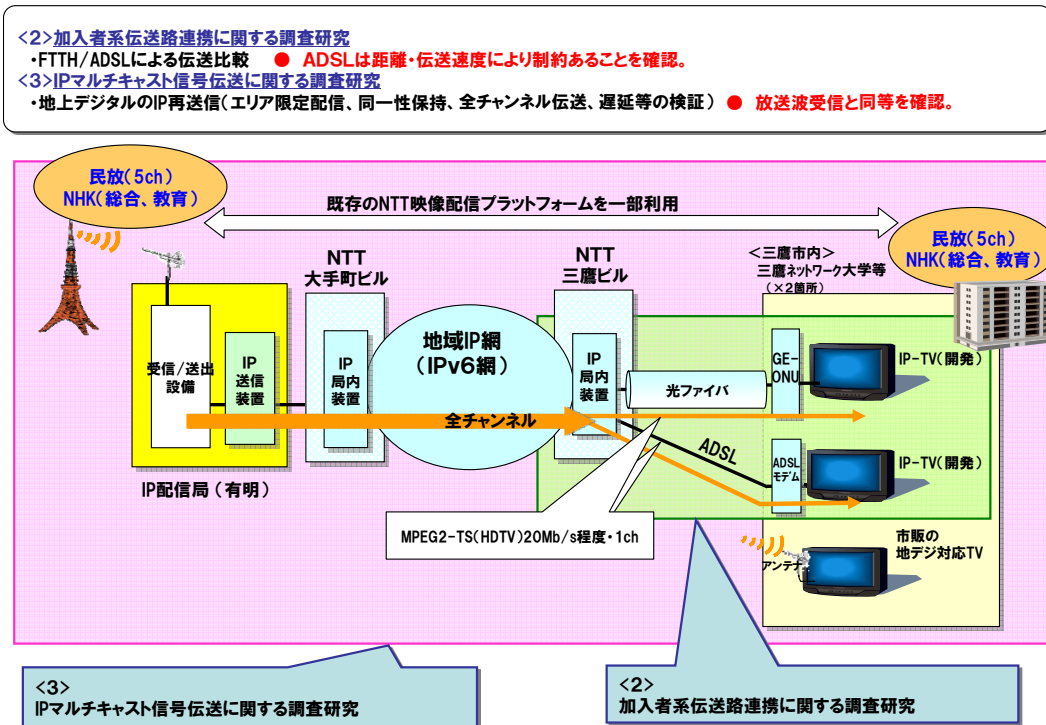 <2>加入者系伝送路連携に関する調査研究
・FTTH/ADSLによる伝送比較　● ADSLは距離・伝送速度により制約あることを確認。
<3>IPマルチキャスト信号伝送に関する調査研究
・地上デジタルのIP再送信(エリア限定配信、同一性保持、全チャンネル伝送、遅延等の検証) ● 放送波受信と同等を確認。
民放(5ch)
NHK(総合、教育)
既存のNTT映像配信プラットフォームを一部利用
民放(5ch)
NHK(総合、教育)
NTT
大手町ビル
NTT
三鷹ビル
<三鷹市内>
三鷹ネットワーク大学等
(×2箇所)
受信/送出
設備
IP
送信
装置
IP
局内
装置
地域IP網
(IPv6網)
IP
局内
装置
光ファイバ
GE-
ONU
IP-TV(開発)
全チャンネル
ADSL
ADSL
モデム
IP-TV(開発)
IP配信局(有明)
MPEG2-TS(HDTV)20Mb/s程度・1ch
アンテナ
市販の
地デジ対応TV
<3>
IPマルチキャスト信号伝送に関する調査研究
<2>
加入者系伝送路連携に関する調査研究